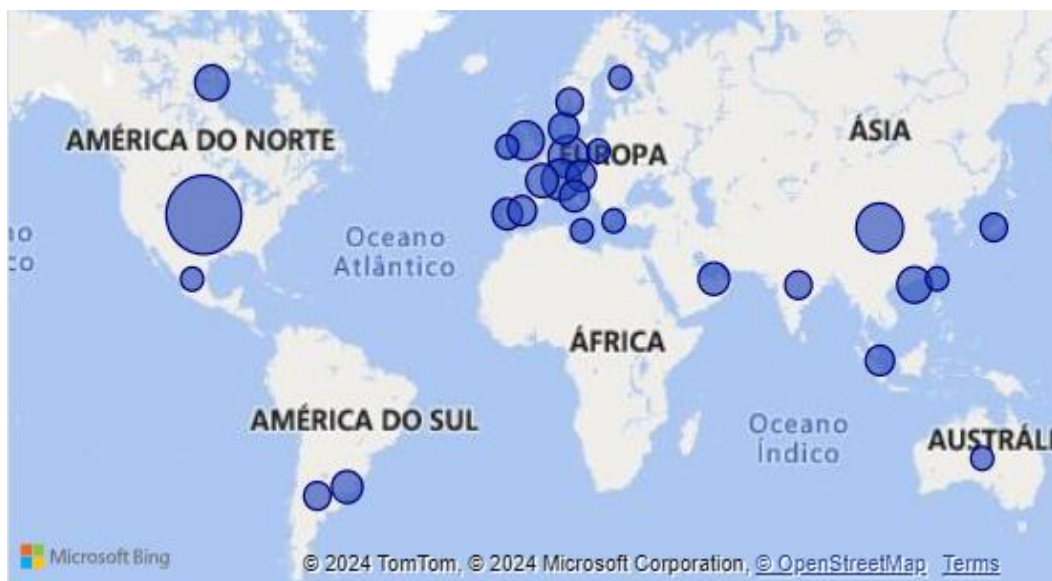 AMÉRICA DO NORTE
EUROPA
ÁSIA
Oceano
Atlântico
ÁFRICA
AMÉRICA DO SUL
Oceano
Índico
AUSTRÁLI
Microsoft Bing
© 2024 TomTom, © 2024 Microsoft Corporation, © OpenStreetMap Terms